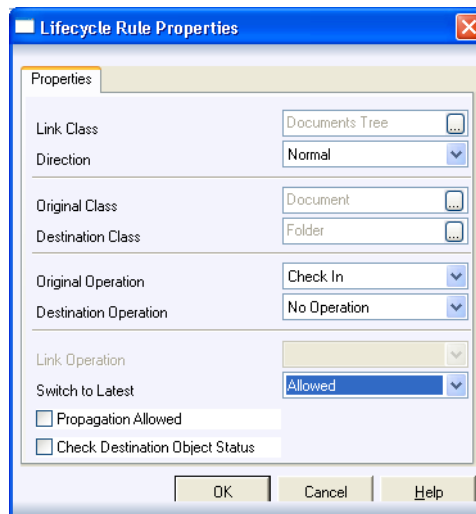 Lifecycle Rule Properties
Properties
Link Class Documents Tree ...
Direction Normal
Original Class Document ...
Destination Class Folder ...
Original Operation Check In
Destination Operation No Operation
Link Operation
Switch to Latest Allowed
Propagation Allowed
Check Destination Object Status
OK Cancel Help